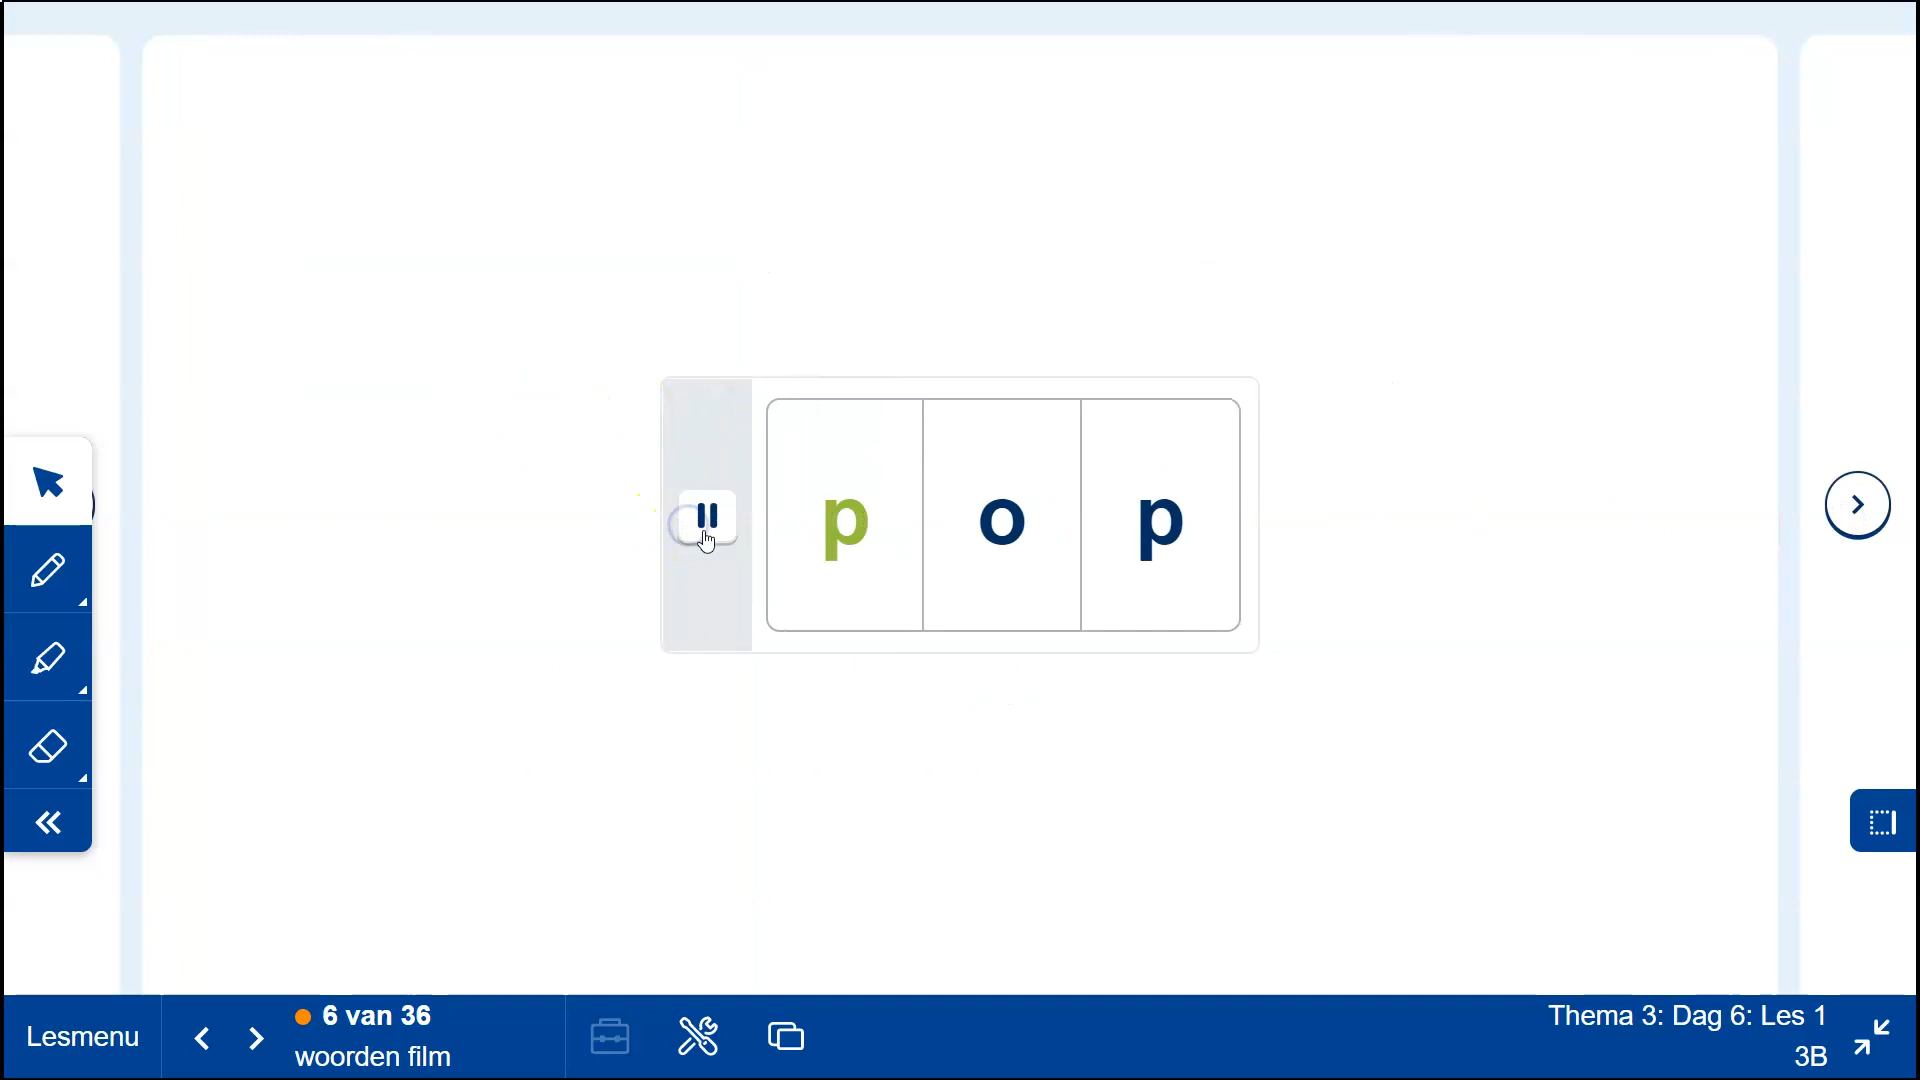 p o p
Lesmenu
6 van 36
woorden film
Thema 3: Dag 6: Les 1
3B